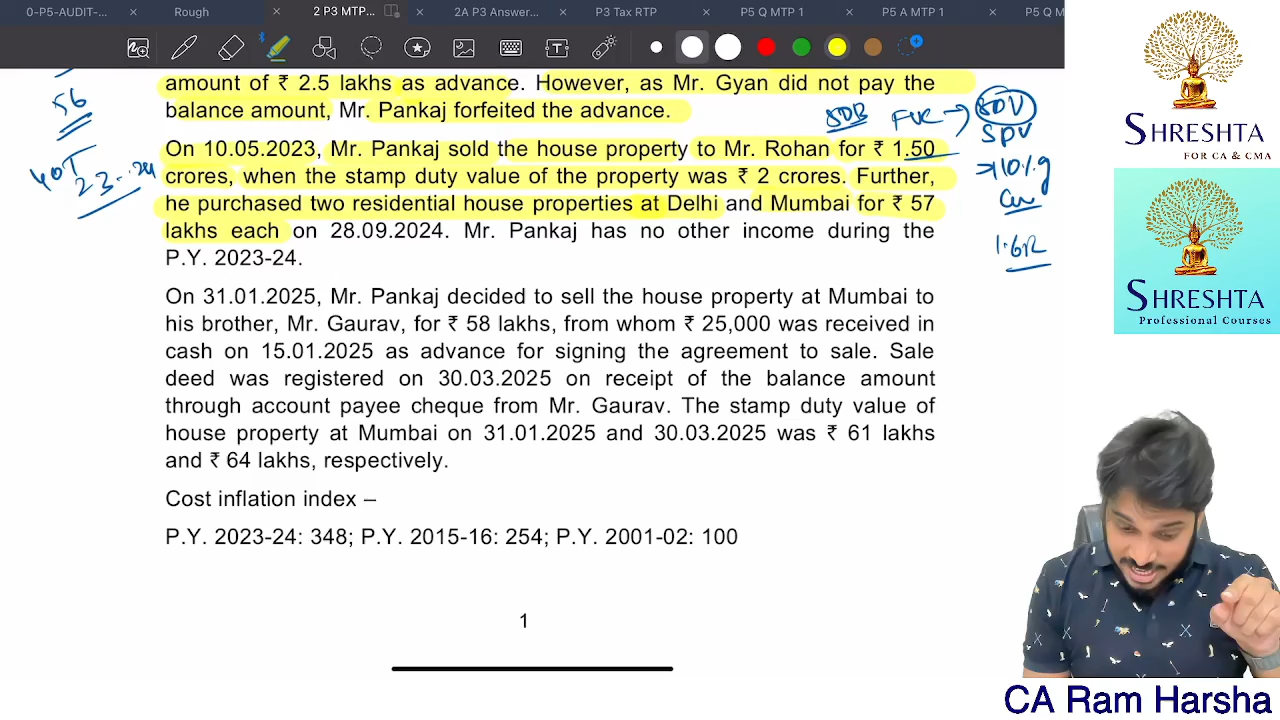 0-P5-AUDIT-...
Rough
2 P3 MTP...
2A P3 Answer...
P3 Tax RTP
P5 Q MTP 1
P5 A MTP 1
P5 Q M
amount of ₹ 2.5 lakhs as advance. However, as Mr. Gyan did not pay the
balance amount, Mr. Pankaj forfeited the advance.
On 10.05.2023, Mr. Pankaj sold the house property to Mr. Rohan for ₹ 1.50
crores, when the stamp duty value of the property was ₹ 2 crores. Further,
he purchased two residential house properties at Delhi and Mumbai for ₹ 57
lakhs each on 28.09.2024. Mr. Pankaj has no other income during the
P.Y. 2023-24.
On 31.01.2025, Mr. Pankaj decided to sell the house property at Mumbai to
his brother, Mr. Gaurav, for ₹ 58 lakhs, from whom ₹ 25,000 was received in
cash on 15.01.2025 as advance for signing the agreement to sale. Sale
deed was registered on 30.03.2025 on receipt of the balance amount
through account payee cheque from Mr. Gaurav. The stamp duty value of
house property at Mumbai on 31.01.2025 and 30.03.2025 was ₹ 61 lakhs
and ₹ 64 lakhs, respectively.
Cost inflation index –
P.Y. 2023-24: 348; P.Y. 2015-16: 254; P.Y. 2001-02: 100
1
56
YOT
23-24
FVC →
SDV
>10% of
SHRESHTA
FOR CA & CMA
SHRESHTA
Professional Courses
CA Ram Harsha